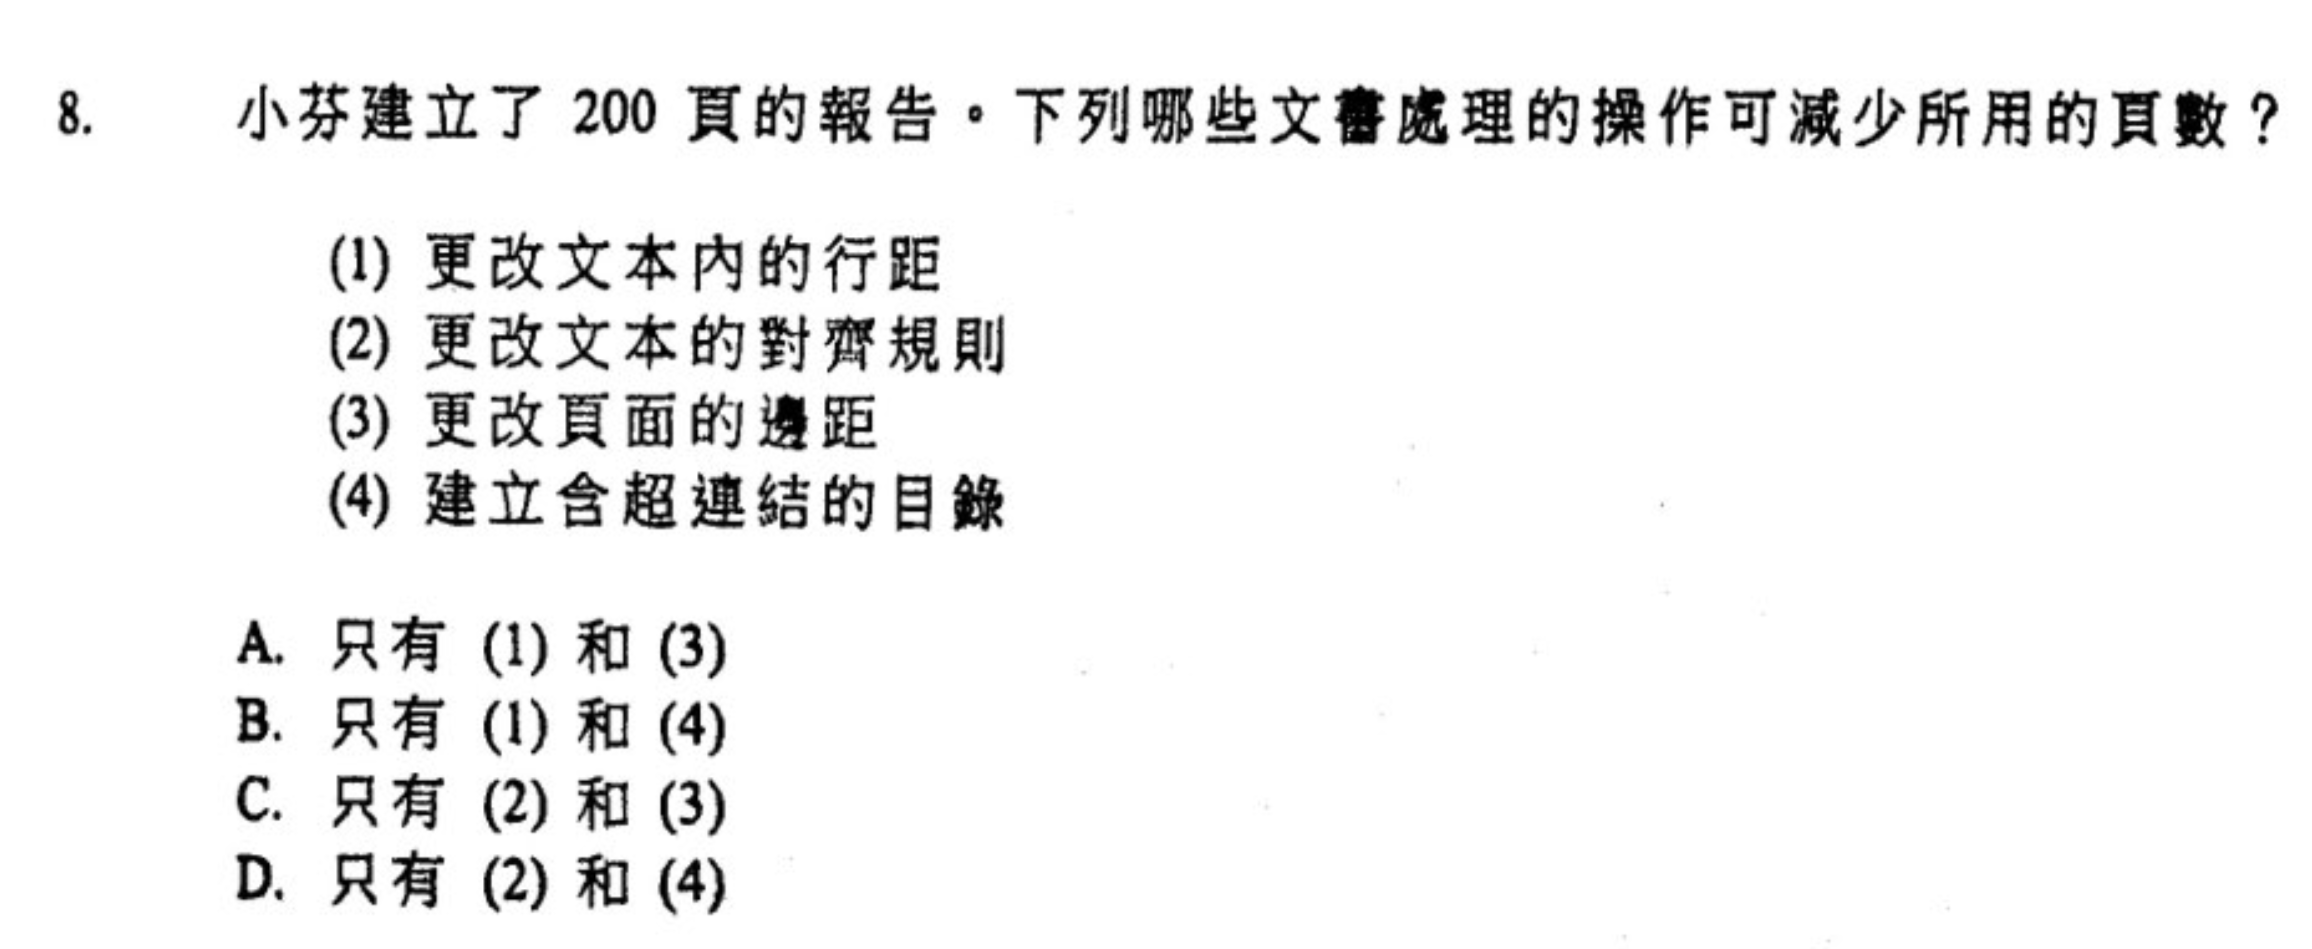 8. 小芬建立了 200 頁的報告。下列哪些文書處理的操作可減少所用的頁數？
(1) 更改文本內的行距
(2) 更改文本的對齊規則
(3) 更改頁面的邊距
(4) 建立含超連結的目錄
A. 只有 (1) 和 (3)
B. 只有 (1) 和 (4)
C. 只有 (2) 和 (3)
D. 只有 (2) 和 (4)